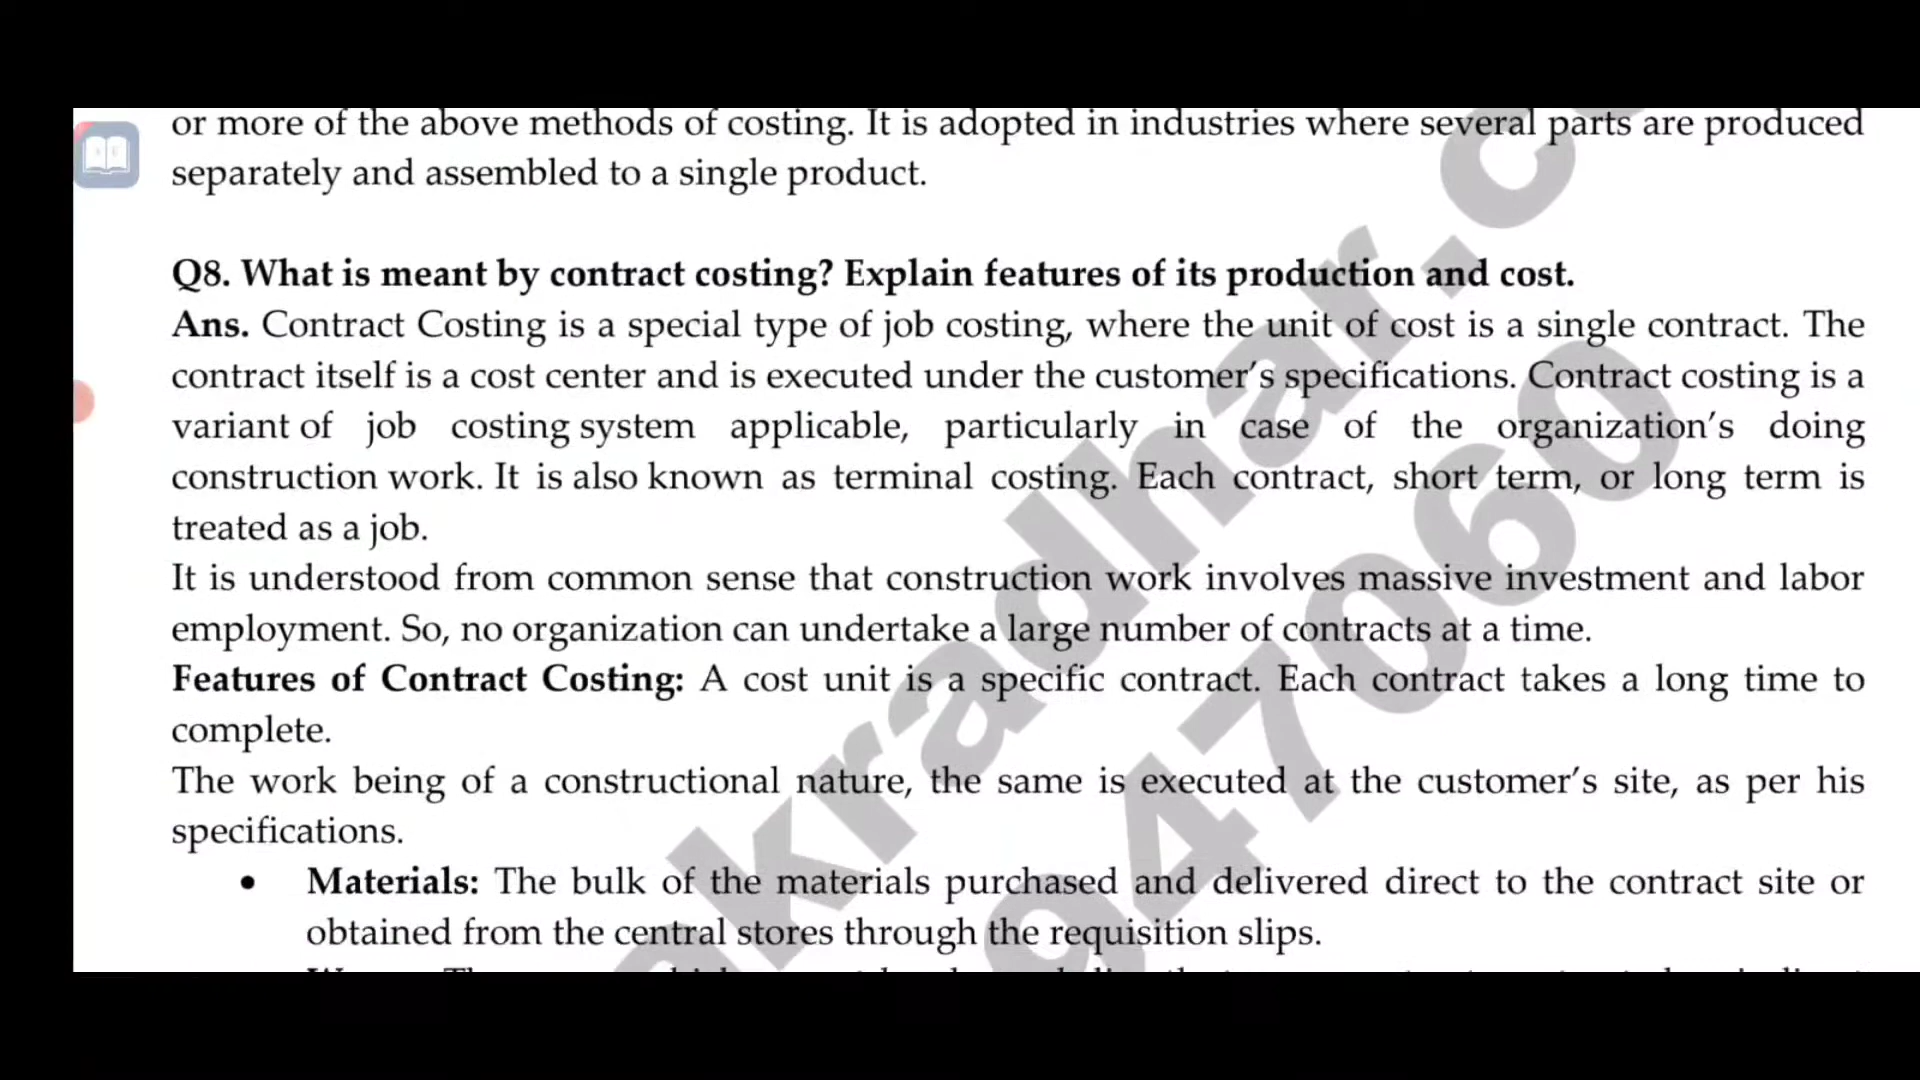 or more of the above methods of costing. It is adopted in industries where several parts are produced
separately and assembled to a single product.
Q8. What is meant by contract costing? Explain features of its production and cost.
Ans. Contract Costing is a special type of job costing, where the unit of cost is a single contract. The
contract itself is a cost center and is executed under the customer's specifications. Contract costing is a
variant of job costing system applicable, particularly in case of the organization's doing
construction work. It is also known as terminal costing. Each contract, short term, or long term is
treated as a job.
It is understood from common sense that construction work involves massive investment and labor
employment. So, no organization can undertake a large number of contracts at a time.
Features of Contract Costing: A cost unit is a specific contract. Each contract takes a long time to
complete.
The work being of a constructional nature, the same is executed at the customer's site, as per his
specifications.
• Materials: The bulk of the materials purchased and delivered direct to the contract site or
obtained from the central stores through the requisition slips.
akradhar.c
947060